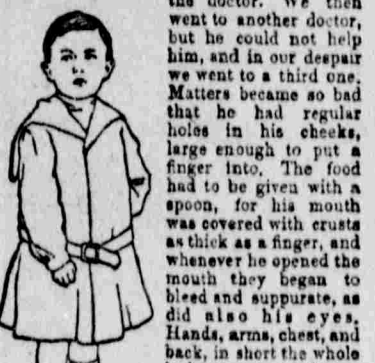 the doctor. We then
went to another doctor,
but he could not help
him, and in our despair
we went to a third one.
Matters became so bad
that he had regular
holes in his cheeks,
large enough to put a
finger into. The food
had to be given with a
spoon, for his mouth
was covered with crusts
as thick as a finger, and
whenever he opened the
mouth they began to
bleed and suppurate, as
did also his eyes.
Hands, arms, chest, and
back, in short the whole